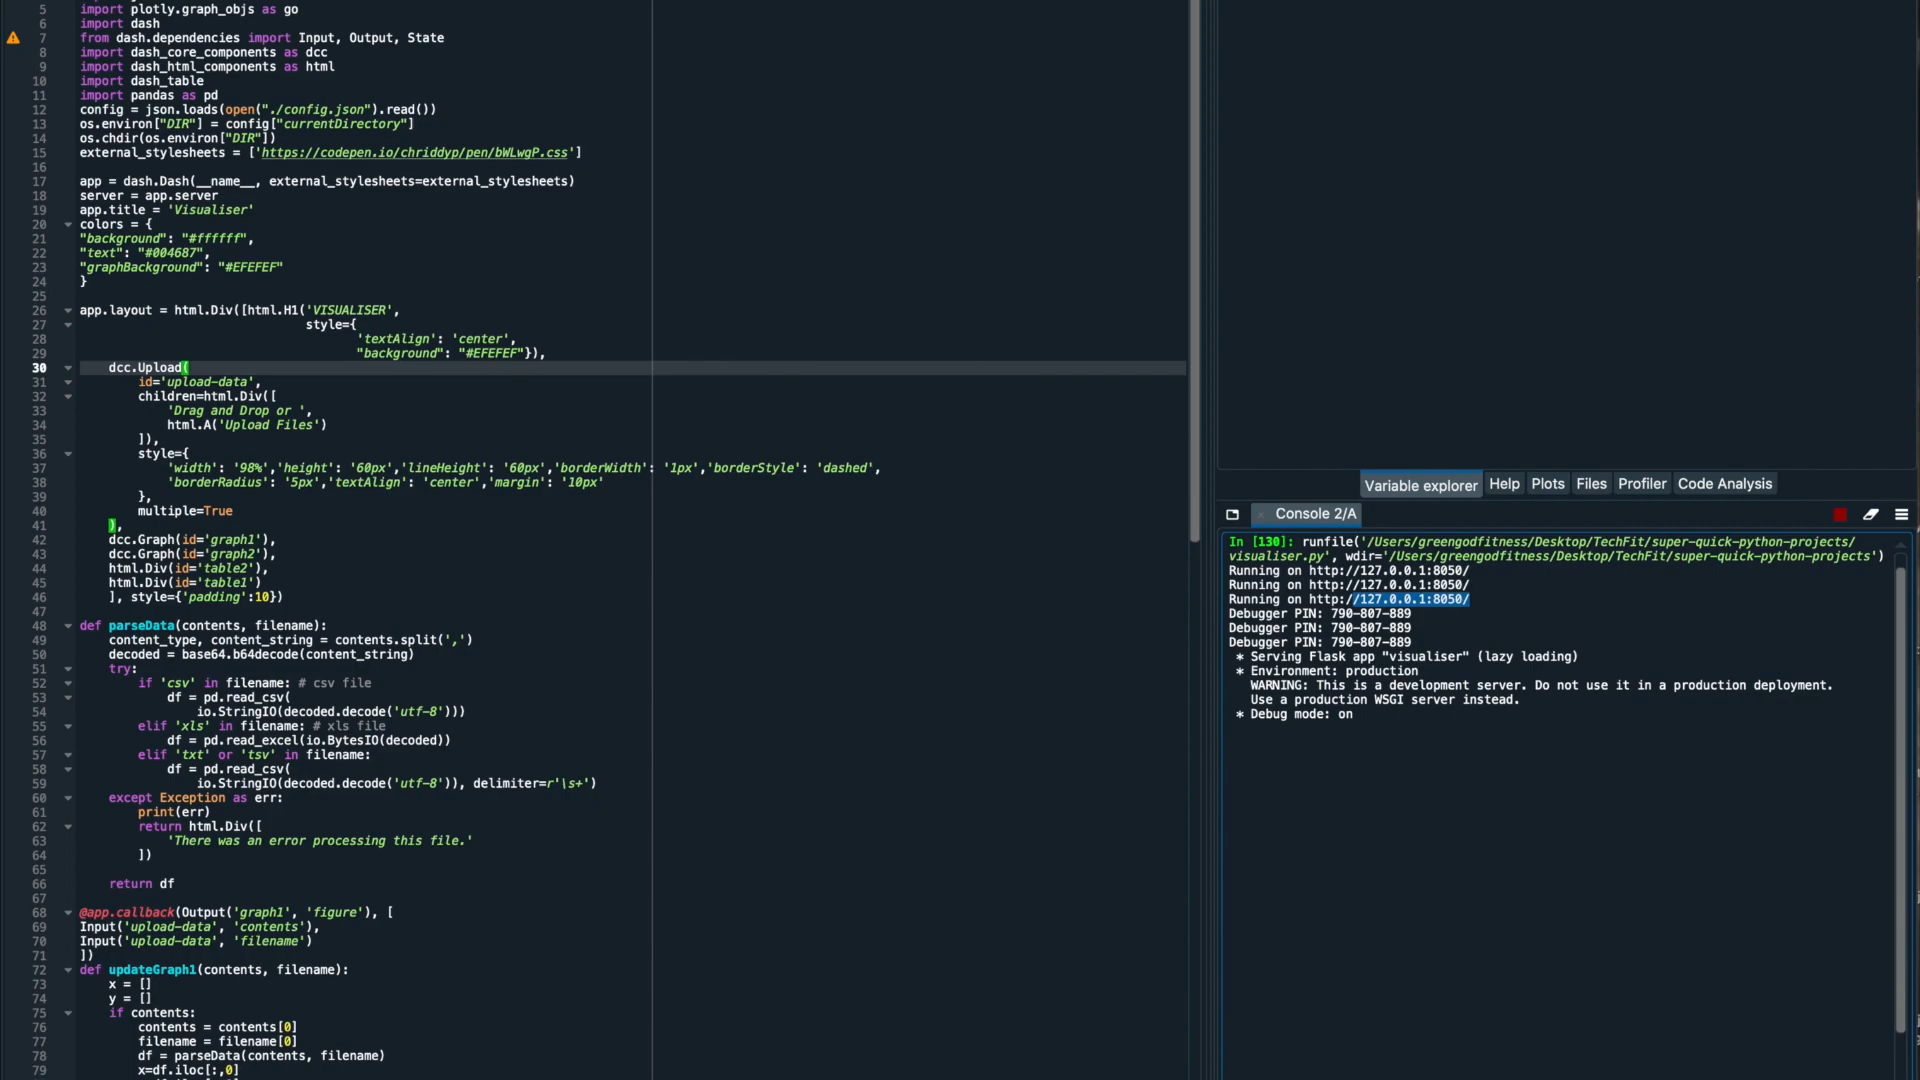 5 import plotly.graph_objs as go
6 import dash
7 from dash.dependencies import Input, Output, State
8 import dash_core_components as dcc
9 import dash_html_components as html
10 import dash_table
11 import pandas as pd
12 config = json.loads(open("./config.json").read())
13 os.environ["DIR"] = config["currentDirectory"]
14 os.chdir(os.environ["DIR"])
15 external_stylesheets = ['https://codepen.io/chriddyp/pen/bWLwgP.css']
16
17 app = dash.Dash(__name__, external_stylesheets=external_stylesheets)
18 server = app.server
19 app.title = 'Visualiser'
20 colors = {
21 "background": "#ffffff",
22 "text": "#004687",
23 "graphBackground": "#EFEFEF"
24 }
25
26 app.layout = html.Div([html.H1('VISUALISER',
27 style={
28 'textAlign': 'center',
29 "background": "#EFEFEF"}),
30 dcc.Upload(
31 id='upload-data',
32 children=html.Div([
33 'Drag and Drop or ',
34 html.A('Upload Files')
35 ]),
36 style={
37 'width': '98%','height': '60px','lineHeight': '60px','borderWidth': '1px','borderStyle': 'dashed',
38 'borderRadius': '5px','textAlign': 'center','margin': '10px'
39 },
40 multiple=True
41 ),
42 dcc.Graph(id='graph1'),
43 dcc.Graph(id='graph2'),
44 html.Div(id='table2'),
45 html.Div(id='table1')
46 ], style={'padding':10})
47
48 def parseData(contents, filename):
49 content_type, content_string = contents.split(',')
50 decoded = base64.b64decode(content_string)
51 try:
52 if 'csv' in filename: # csv file
53 df = pd.read_csv(
54 io.StringIO(decoded.decode('utf-8')))
55 elif 'xls' in filename: # xls file
56 df = pd.read_excel(io.BytesIO(decoded))
57 elif 'txt' or 'tsv' in filename:
58 df = pd.read_csv(
59 io.StringIO(decoded.decode('utf-8')), delimiter=r'\s+')
60 except Exception as err:
61 print(err)
62 return html.Div([
63 'There was an error processing this file.'
64 ])
65
66 return df
67
68 @app.callback(Output('graph1', 'figure'), [
69 Input('upload-data', 'contents'),
70 Input('upload-data', 'filename')
71 ])
72 def updateGraph1(contents, filename):
73 x = []
74 y = []
75 if contents:
76 contents = contents[0]
77 filename = filename[0]
78 df = parseData(contents, filename)
79 x=df.iloc[:,0]
Variable explorer Help Plots Files Profiler Code Analysis
Console 2/A
In [130]: runfile('/Users/greengodfitness/Desktop/TechFit/super-quick-python-projects/
visualiser.py', wdir='/Users/greengodfitness/Desktop/TechFit/super-quick-python-projects')
Running on http://127.0.0.1:8050/
Running on http://127.0.0.1:8050/
Running on http://127.0.0.1:8050/
Debugger PIN: 790-807-889
Debugger PIN: 790-807-889
Debugger PIN: 790-807-889
* Serving Flask app "visualiser" (lazy loading)
* Environment: production
WARNING: This is a development server. Do not use it in a production deployment.
Use a production WSGI server instead.
* Debug mode: on